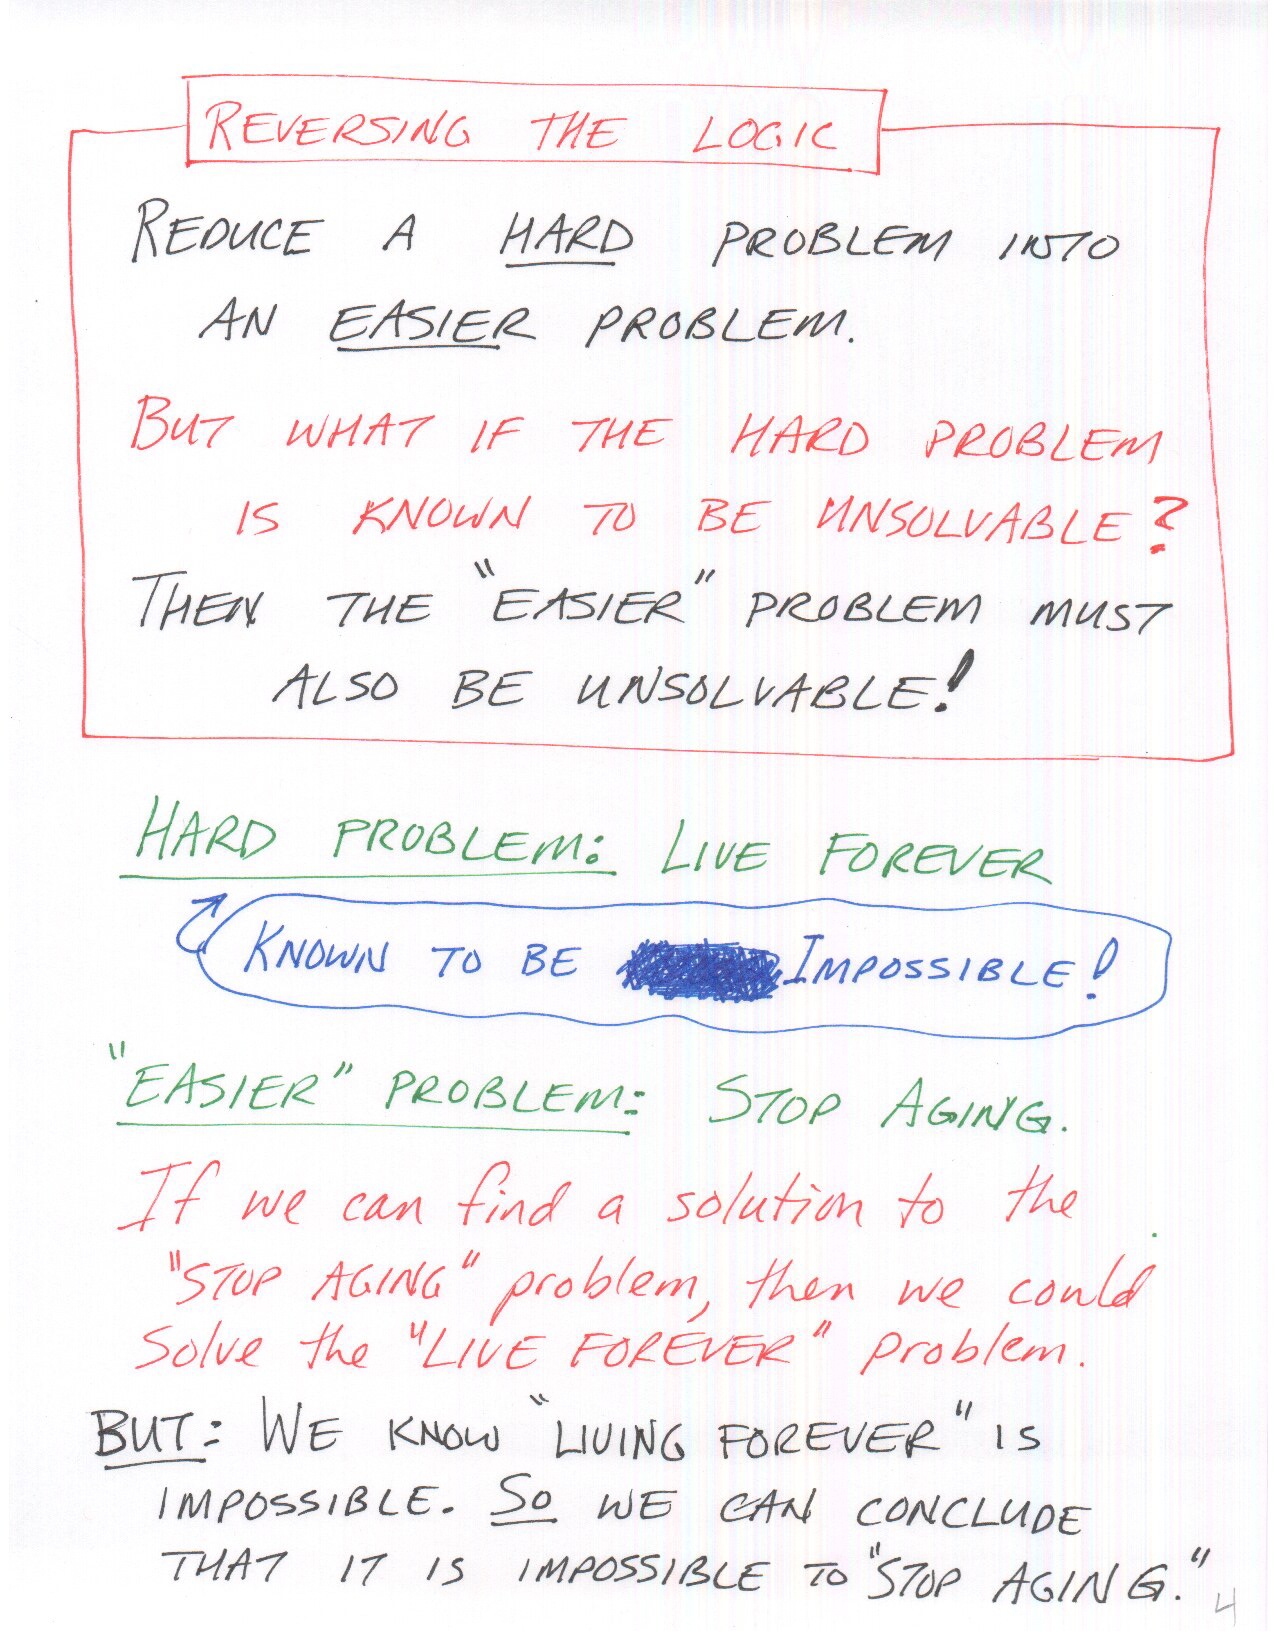 REVERSING THE LOGIC
REDUCE A HARD PROBLEM INTO
AN EASIER PROBLEM.
BUT WHAT IF THE HARD PROBLEM
IS KNOWN TO BE UNSOLVABLE?
THEN THE "EASIER" PROBLEM MUST
ALSO BE UNSOLVABLE!
HARD PROBLEM: LIVE FOREVER
KNOWN TO BE IMPOSSIBLE!
"EASIER" PROBLEM: STOP AGING.
If we can find a solution to the
"STOP AGING" problem, then we could
solve the "LIVE FOREVER" problem.
BUT: WE KNOW "LIVING FOREVER" IS
IMPOSSIBLE. SO WE CAN CONCLUDE
THAT IT IS IMPOSSIBLE TO "STOP AGING."
4